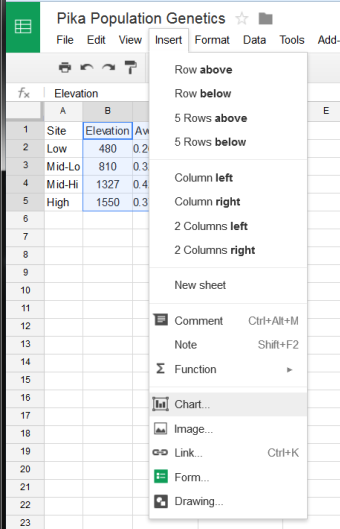 Pika Population Genetics
File Edit View Insert Format Data Tools Add-
fx Elevation
A B E
1 Site Elevation Av
2 Low 480 0.2
3 Mid-Lo 810 0.3
4 Mid-Hi 1327 0.4
5 High 1550 0.3
6
7
8
9
10
11
12
13
14
15
16
17
18
19
20
21
22
23
Row above
Row below
5 Rows above
5 Rows below
Column left
Column right
2 Columns left
2 Columns right
New sheet
Comment Ctrl+Alt+M
Note Shift+F2
Σ Function
Chart...
Image...
Link... Ctrl+K
Form...
Drawing...